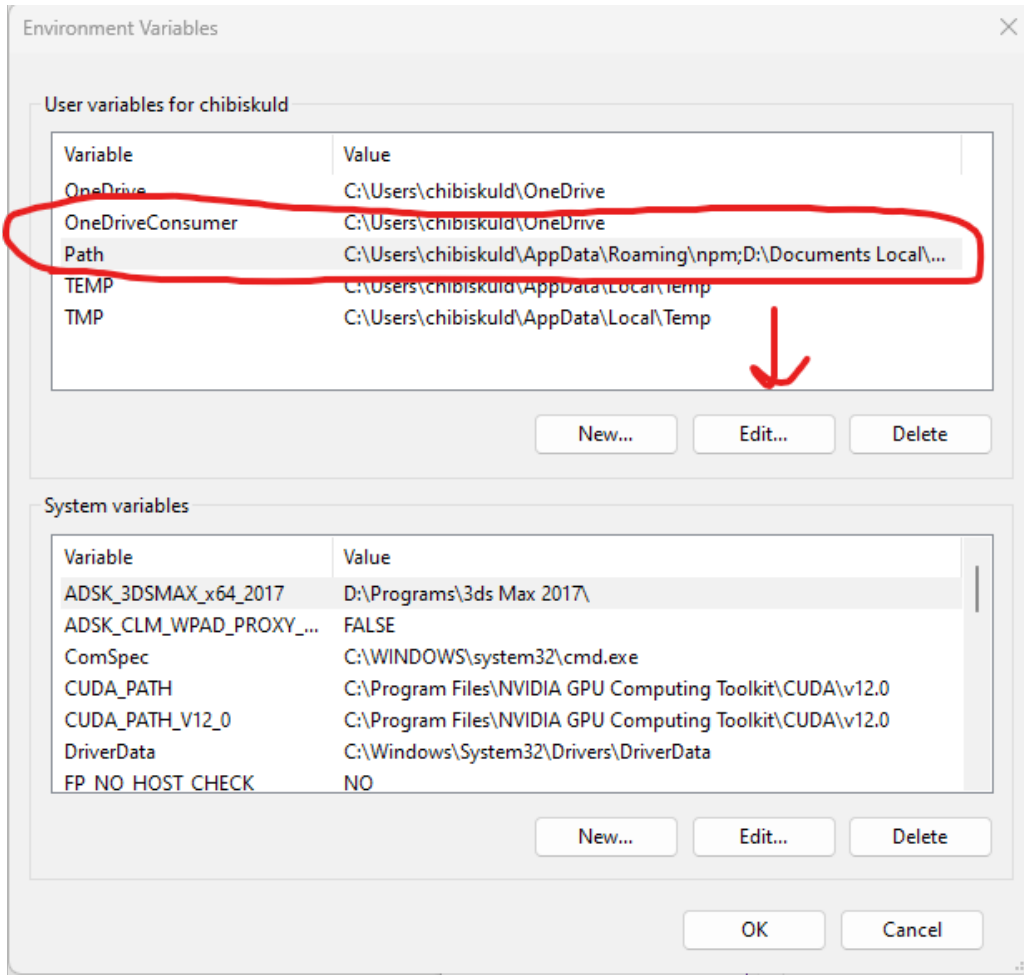 Environment Variables
User variables for chibiskuld
Variable Value
OneDrive C:\Users\chibiskuld\OneDrive
OneDriveConsumer C:\Users\chibiskuld\OneDrive
Path C:\Users\chibiskuld\AppData\Roaming\npm;D:\Documents Local\...
TEMP C:\Users\chibiskuld\AppData\Local\Temp
TMP C:\Users\chibiskuld\AppData\Local\Temp
New... Edit... Delete
System variables
Variable Value
ADSK_3DSMAX_x64_2017 D:\Programs\3ds Max 2017\
ADSK_CLM_WPAD_PROXY_... FALSE
ComSpec C:\WINDOWS\system32\cmd.exe
CUDA_PATH C:\Program Files\NVIDIA GPU Computing Toolkit\CUDA\v12.0
CUDA_PATH_V12_0 C:\Program Files\NVIDIA GPU Computing Toolkit\CUDA\v12.0
DriverData C:\Windows\System32\Drivers\DriverData
FP_NO_HOST_CHECK NO
New... Edit... Delete
OK Cancel